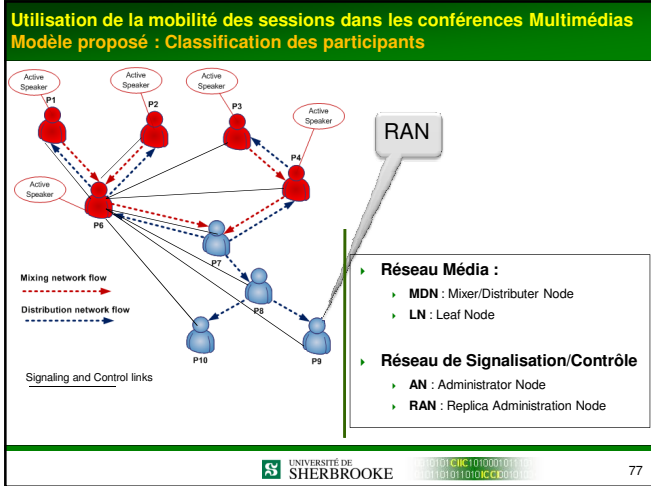 Utilisation de la mobilité des sessions dans les conférences Multimédias
Modèle proposé : Classification des participants
Active
Speaker
P1
Active
Speaker
P2
Active
Speaker
P3
Active
Speaker
P4
RAN
Active
Speaker
P6
P7
P8
P10
P9
Mixing network flow
Distribution network flow
Signaling and Control links
Réseau Média :
MDN : Mixer/Distributer Node
LN : Leaf Node
Réseau de Signalisation/Contrôle
AN : Administrator Node
RAN : Replica Administration Node
UNIVERSITÉ DE
SHERBROOKE
77